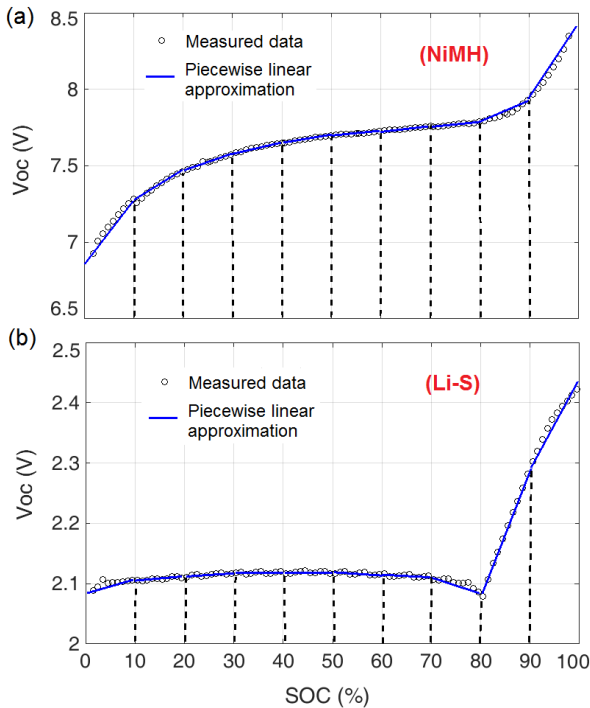 (a)
8.5
8
7.5
7
6.5
Voc (V)
Measured data
Piecewise linear
approximation
(NiMH)
(b)
2.5
2.4
2.3
2.2
2.1
2
Voc (V)
Measured data
Piecewise linear
approximation
(Li-S)
0 10 20 30 40 50 60 70 80 90 100
SOC (%)